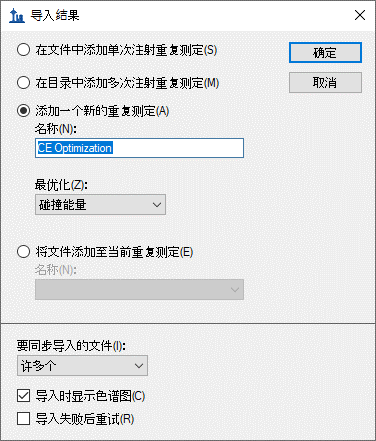 导入结果
在文件中添加单次注射重复测定(S)
确定
在目录中添加多次注射重复测定(M)
取消
添加一个新的重复测定(A)
名称(N):
CE Optimization
最优化(Z):
碰撞能量
将文件添加至当前重复测定(E)
名称(N):
要同步导入的文件(I):
许多个
导入时显示色谱图(C)
导入失败后重试(R)